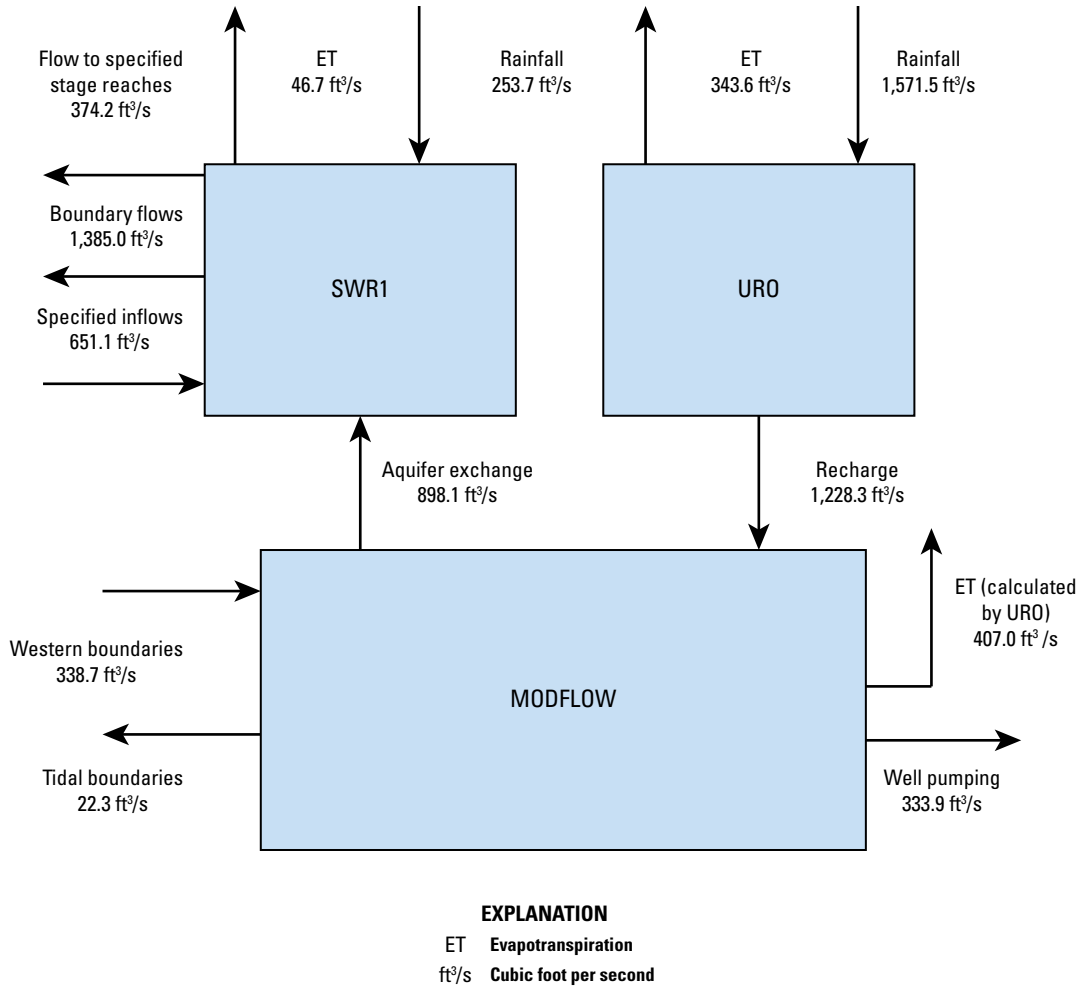 Flow to specified
stage reaches
374.2 ft³/s
ET
46.7 ft³/s
Rainfall
253.7 ft³/s
ET
343.6 ft³/s
Rainfall
1,571.5 ft³/s
Boundary flows
1,385.0 ft³/s
Specified inflows
651.1 ft³/s
SWR1
URO
Aquifer exchange
898.1 ft³/s
Recharge
1,228.3 ft³/s
Western boundaries
338.7 ft³/s
Tidal boundaries
22.3 ft³/s
MODFLOW
ET (calculated
by URO)
407.0 ft³ /s
Well pumping
333.9 ft³/s
EXPLANATION
ET Evapotranspiration
ft³/s Cubic foot per second